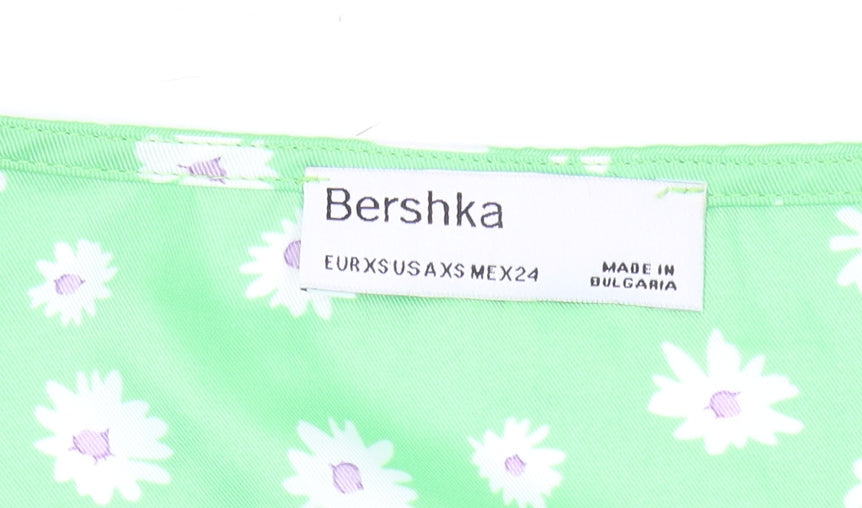 Bershka
EUR XS USA XS MEX 24
MADE IN
BULGARIA